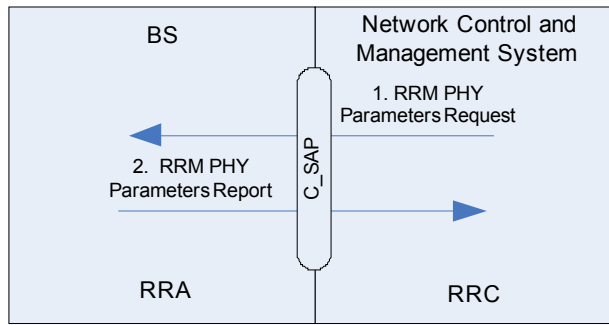 BS
Network Control and
Management System
1. RRM PHY
Parameters Request
2. RRM PHY
Parameters Report
C_SAP
RRA
RRC